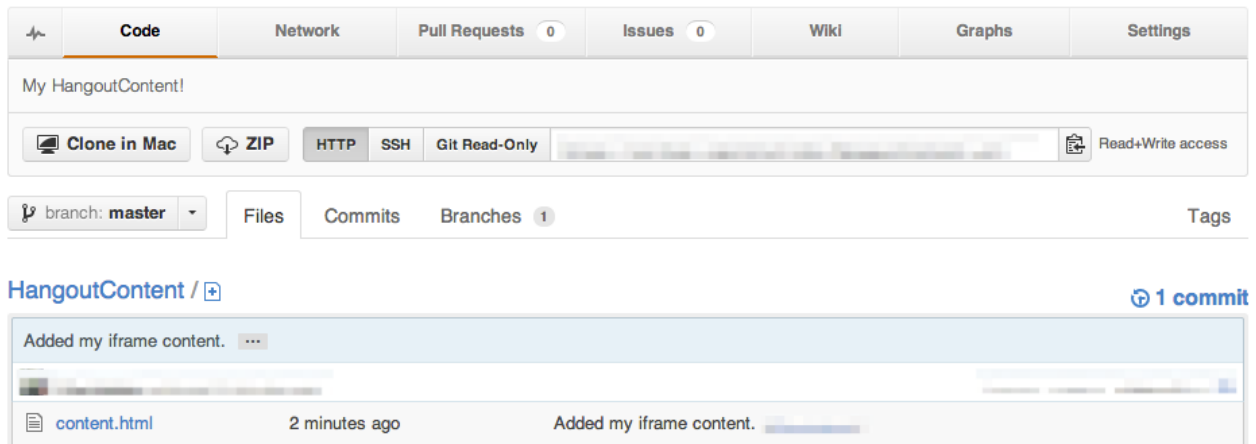 Code Network Pull Requests 0 Issues 0 Wiki Graphs Settings
My HangoutContent!
Clone in Mac ZIP HTTP SSH Git Read-Only Read+Write access
branch: master Files Commits Branches 1 Tags
HangoutContent /
1 commit
Added my iframe content. ...
content.html 2 minutes ago Added my iframe content.